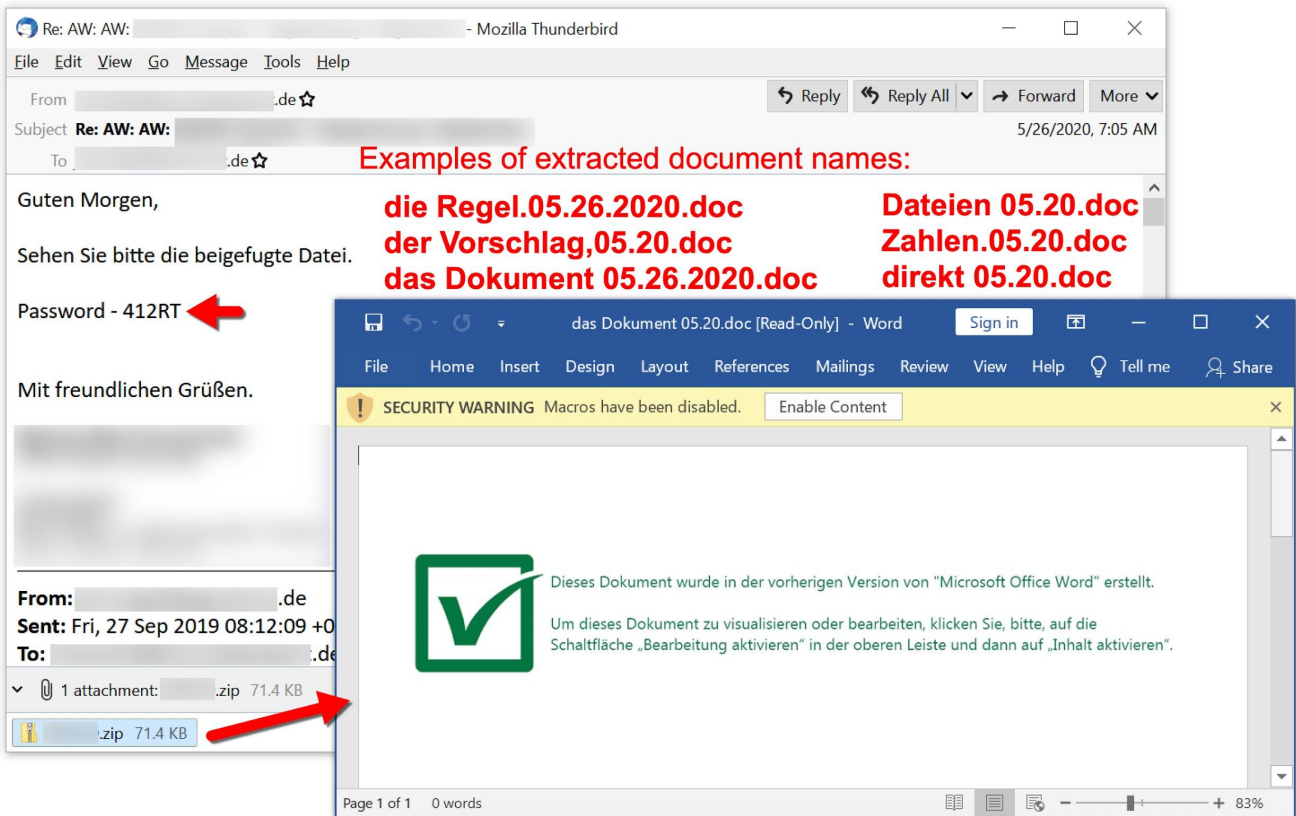 Re: AW: AW: - Mozilla Thunderbird
File Edit View Go Message Tools Help
From .de
Reply Reply All Forward More
Subject Re: AW: AW:
5/26/2020, 7:05 AM
To .de
Examples of extracted document names:
die Regel.05.26.2020.doc
der Vorschlag,05.20.doc
das Dokument 05.26.2020.doc
Dateien 05.20.doc
Zahlen.05.20.doc
direkt 05.20.doc
Guten Morgen,
Sehen Sie bitte die beigefugte Datei.
Password - 412RT
Mit freundlichen Grüßen.
From: .de
Sent: Fri, 27 Sep 2019 08:12:09 +0
To: .de
1 attachment: .zip 71.4 KB
.zip 71.4 KB
das Dokument 05.20.doc [Read-Only] - Word Sign in
File Home Insert Design Layout References Mailings Review View Help Tell me Share
SECURITY WARNING Macros have been disabled. Enable Content
Dieses Dokument wurde in der vorherigen Version von "Microsoft Office Word" erstellt.
Um dieses Dokument zu visualisieren oder bearbeiten, klicken Sie, bitte, auf die
Schaltfläche „Bearbeitung aktivieren“ in der oberen Leiste und dann auf „Inhalt aktivieren“.
Page 1 of 1 0 words
83%